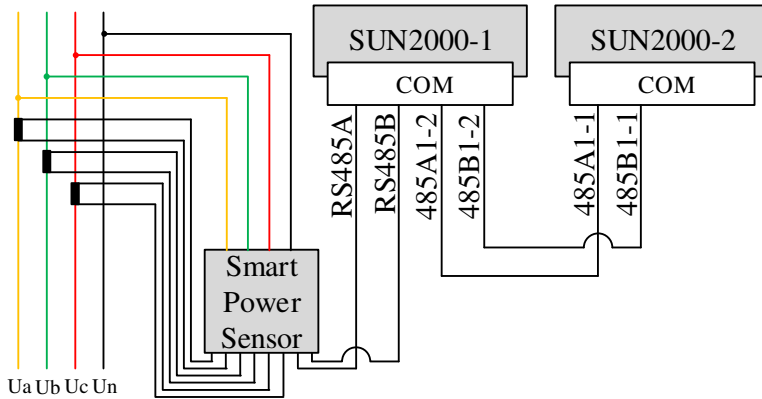 SUN2000-1
SUN2000-2
COM
COM
RS485A
RS485B
485A1-2
485B1-2
485A1-1
485B1-1
Smart
Power
Sensor
Ua Ub Uc Un